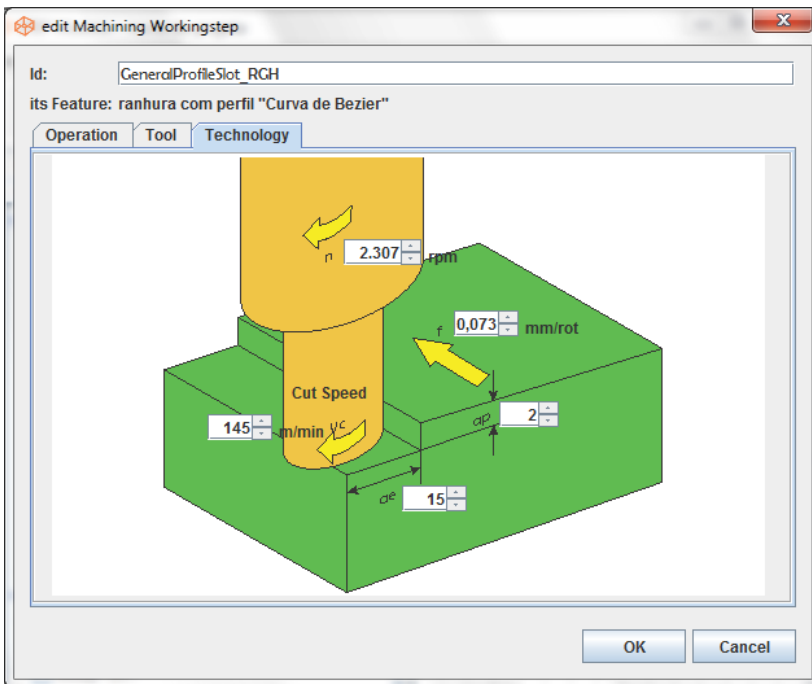 edit Machining Workingstep
x
Id: GeneralProfileSlot_RGH
its Feature: ranhura com perfil "Curva de Bezier"
Operation Tool Technology
n 2.307 rpm
f 0,073 mm/rot
Cut Speed
ap 2
145 m/min vc
ae 15
OK Cancel